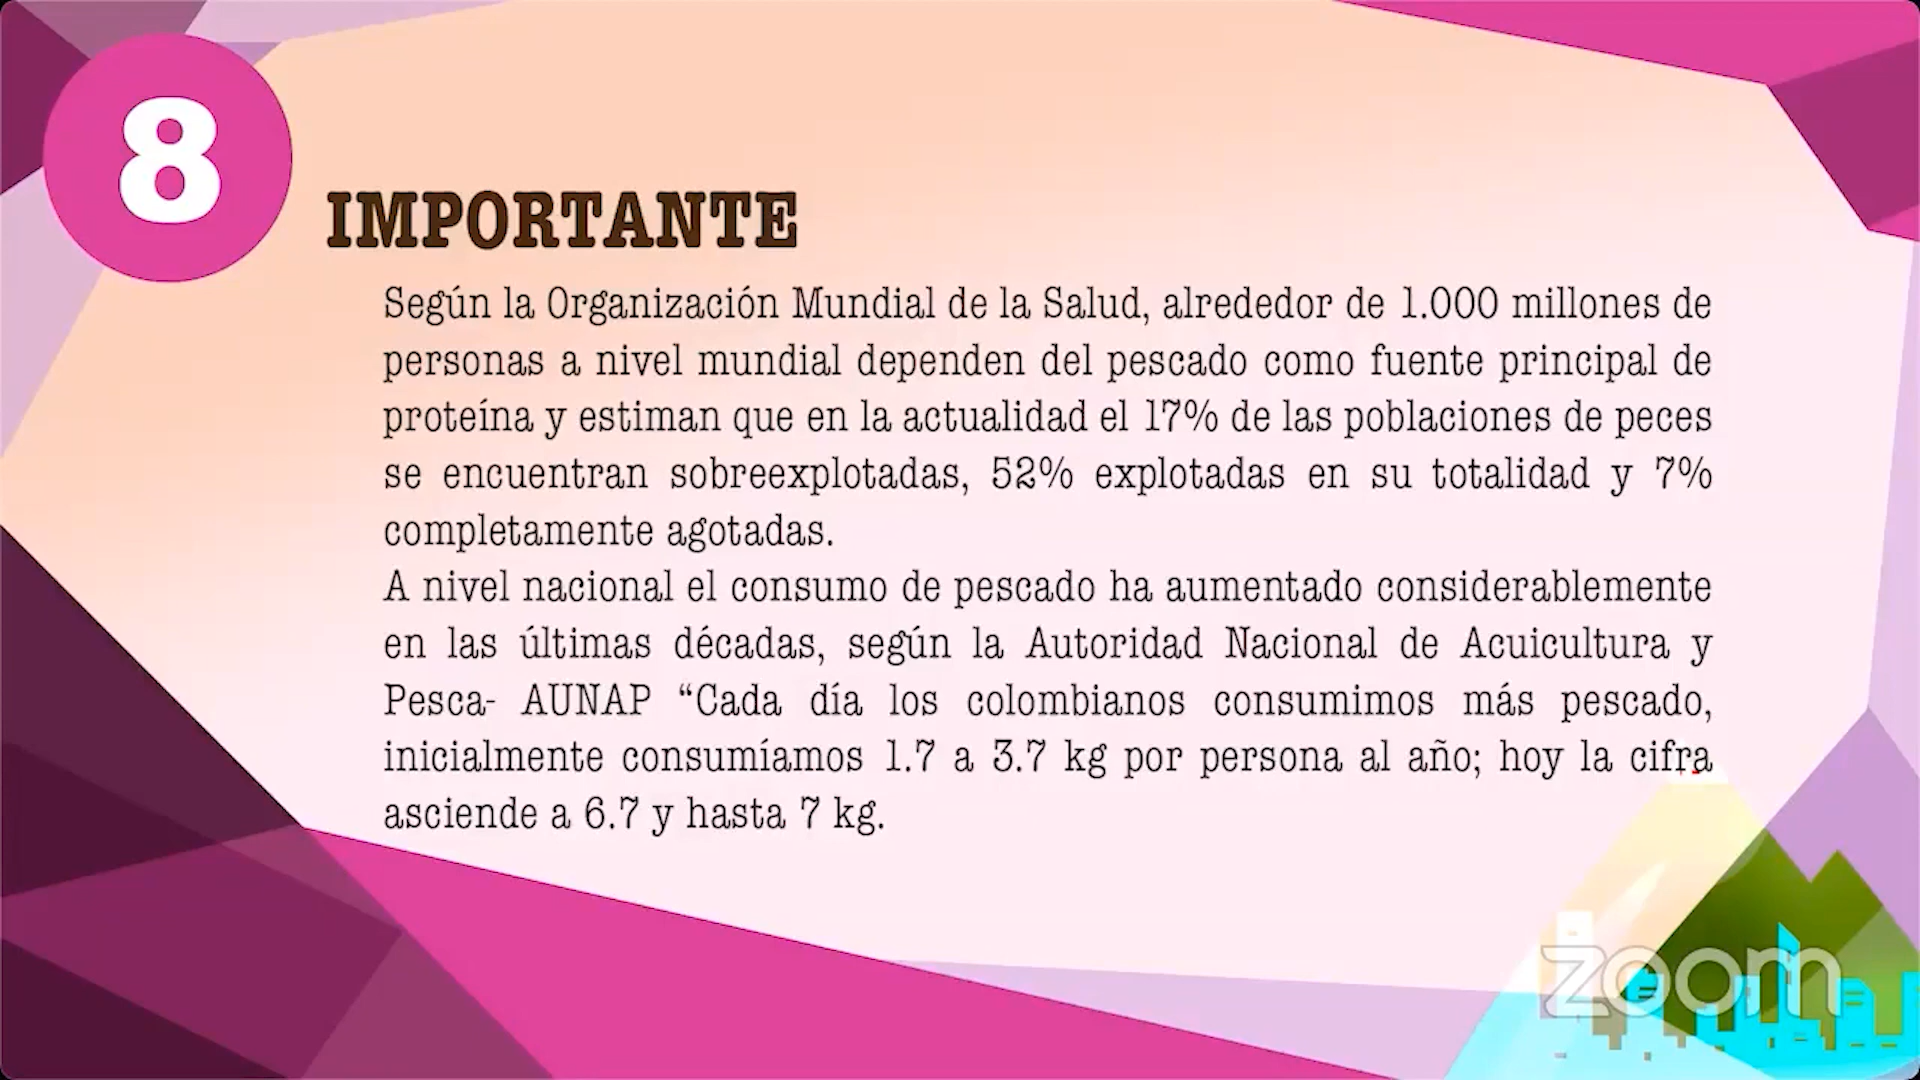 8
IMPORTANTE
Según la Organización Mundial de la Salud, alrededor de 1.000 millones de
personas a nivel mundial dependen del pescado como fuente principal de
proteína y estiman que en la actualidad el 17% de las poblaciones de peces
se encuentran sobreexplotadas, 52% explotadas en su totalidad y 7%
completamente agotadas.
A nivel nacional el consumo de pescado ha aumentado considerablemente
en las últimas décadas, según la Autoridad Nacional de Acuicultura y
Pesca- AUNAP “Cada día los colombianos consumimos más pescado,
inicialmente consumíamos 1.7 a 3.7 kg por persona al año; hoy la cifra
asciende a 6.7 y hasta 7 kg.
zoom